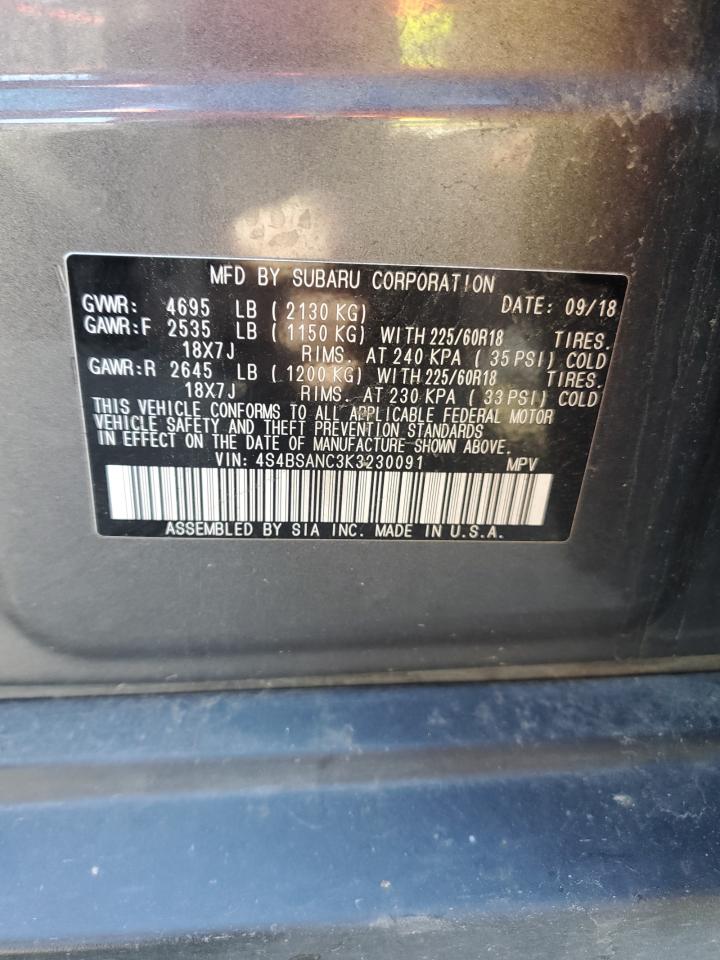 MFD BY SUBARU CORPORATION
GVWR: 4695 LB ( 2130 KG) DATE: 09/18
GAWR:F 2535 LB ( 1150 KG) WITH 225/60R18 TIRES.
18X7J RIMS. AT 240 KPA ( 35 PSI) COLD
GAWR:R 2645 LB ( 1200 KG) WITH 225/60R18 TIRES.
18X7J RIMS. AT 230 KPA ( 33 PSI) COLD
THIS VEHICLE CONFORMS TO ALL APPLICABLE FEDERAL MOTOR
VEHICLE SAFETY AND THEFT PREVENTION STANDARDS
IN EFFECT ON THE DATE OF MANUFACTURE SHOWN ABOVE.
VIN: 4S4BSANC3K3230091 MPV
ASSEMBLED BY SIA INC. MADE IN U.S.A.